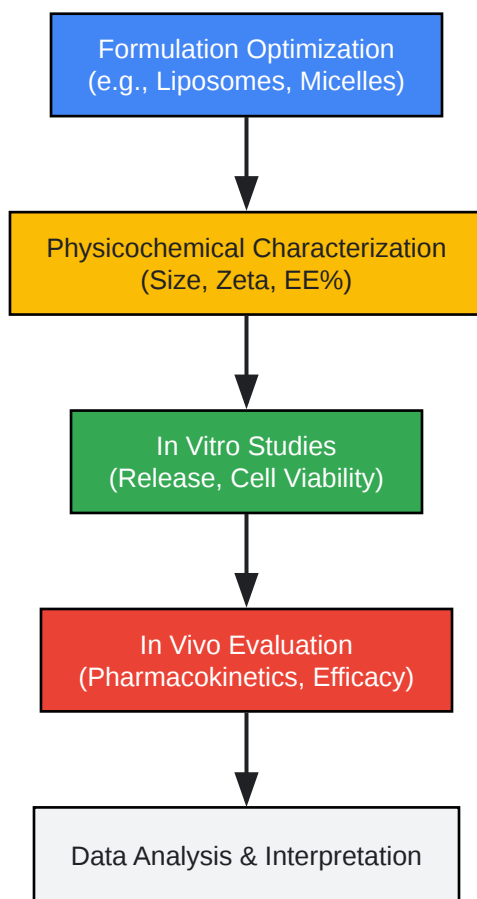 Formulation Optimization
(e.g., Liposomes, Micelles)
Physicochemical Characterization
(Size, Zeta, EE%)
In Vitro Studies
(Release, Cell Viability)
In Vivo Evaluation
(Pharmacokinetics, Efficacy)
Data Analysis & Interpretation